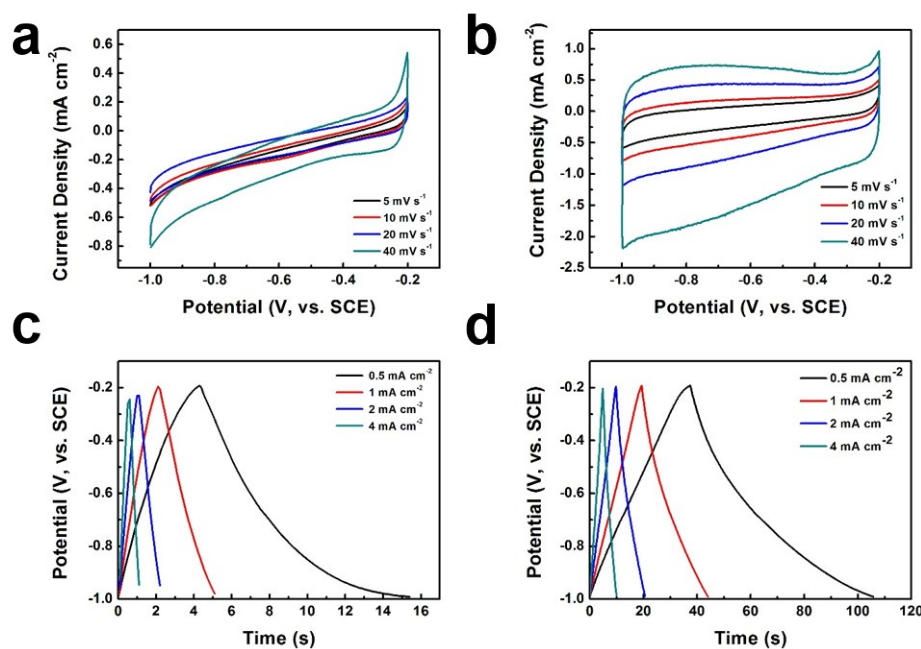 a
Current Density (mA cm⁻²)
0.6
0.4
0.2
0.0
-0.2
-0.4
-0.6
-0.8
5 mV s⁻¹
10 mV s⁻¹
20 mV s⁻¹
40 mV s⁻¹
-1.0 -0.8 -0.6 -0.4 -0.2
Potential (V, vs. SCE)
b
Current Density (mA cm⁻²)
1.0
0.5
0.0
-0.5
-1.0
-1.5
-2.0
-2.5
5 mV s⁻¹
10 mV s⁻¹
20 mV s⁻¹
40 mV s⁻¹
-1.0 -0.8 -0.6 -0.4 -0.2
Potential (V, vs. SCE)
c
Potential (V, vs. SCE)
-0.2
-0.4
-0.6
-0.8
-1.0
0.5 mA cm⁻²
1 mA cm⁻²
2 mA cm⁻²
4 mA cm⁻²
0 2 4 6 8 10 12 14 16
Time (s)
d
Potential (V, vs. SCE)
-0.2
-0.4
-0.6
-0.8
-1.0
0.5 mA cm⁻²
1 mA cm⁻²
2 mA cm⁻²
4 mA cm⁻²
0 20 40 60 80 100 120
Time (s)